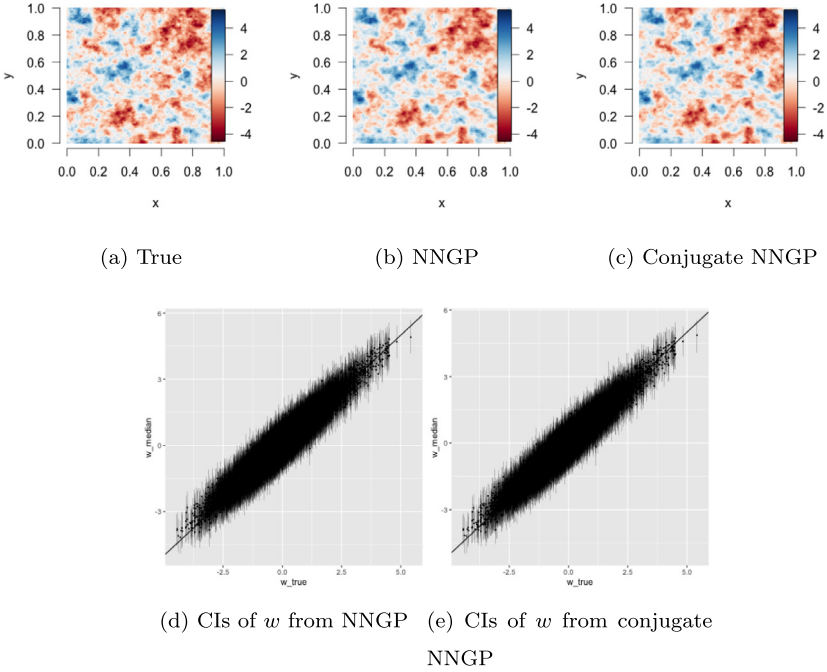 1.0
0.8
0.6
0.4
0.2
0.0
y
0.0 0.2 0.4 0.6 0.8 1.0
x
4
2
0
-2
-4
1.0
0.8
0.6
0.4
0.2
0.0
y
0.0 0.2 0.4 0.6 0.8 1.0
x
4
2
0
-2
-4
1.0
0.8
0.6
0.4
0.2
0.0
y
0.0 0.2 0.4 0.6 0.8 1.0
x
4
2
0
-2
-4
(a) True
(b) NNGP
(c) Conjugate NNGP
6
3
0
-3
w_median
-2.5 0.0 2.5 5.0
w_true
6
3
0
-3
w_median
-2.5 0.0 2.5 5.0
w_true
(d) CIs of w from NNGP
(e) CIs of w from conjugate
NNGP